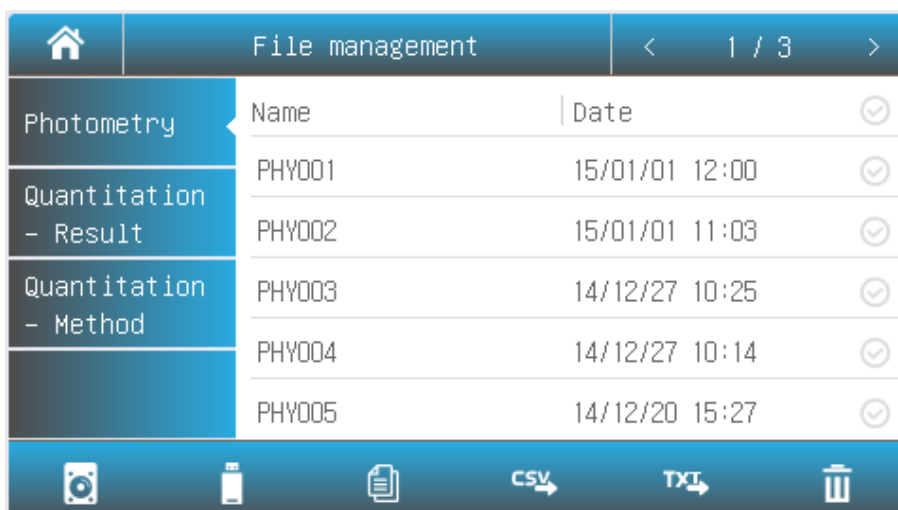 File management < 1 / 3 >
Photometry
Quantitation
- Result
Quantitation
- Method
Name Date
PHY001 15/01/01 12:00
PHY002 15/01/01 11:03
PHY003 14/12/27 10:25
PHY004 14/12/27 10:14
PHY005 14/12/20 15:27
CSV TXT